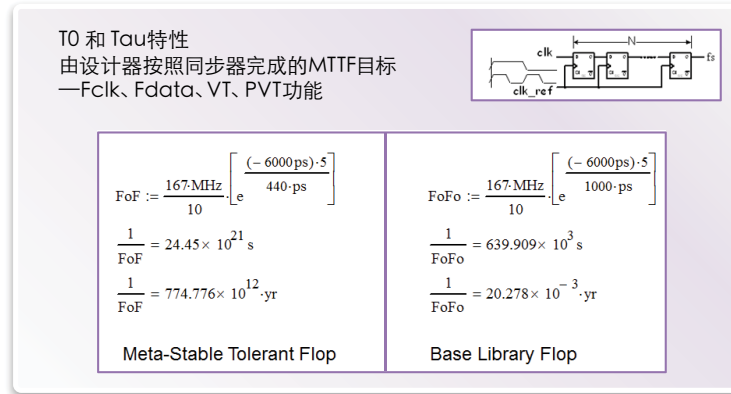 T0 和 Tau特性
由设计器按照同步器完成的MTTF目标
—Fclk、Fdata、VT、PVT功能
N
clk
fs
clk_ref
FoF := 167·MHz / 10 · [e^((− 6000ps)·5 / 440·ps)]
1 / FoF = 24.45× 10^21 s
1 / FoF = 774.776× 10^12·yr
Meta-Stable Tolerant Flop
FoFo := 167·MHz / 10 · [e^((− 6000ps)·5 / 1000·ps)]
1 / FoFo = 639.909× 10^3 s
1 / FoFo = 20.278× 10^− 3·yr
Base Library Flop